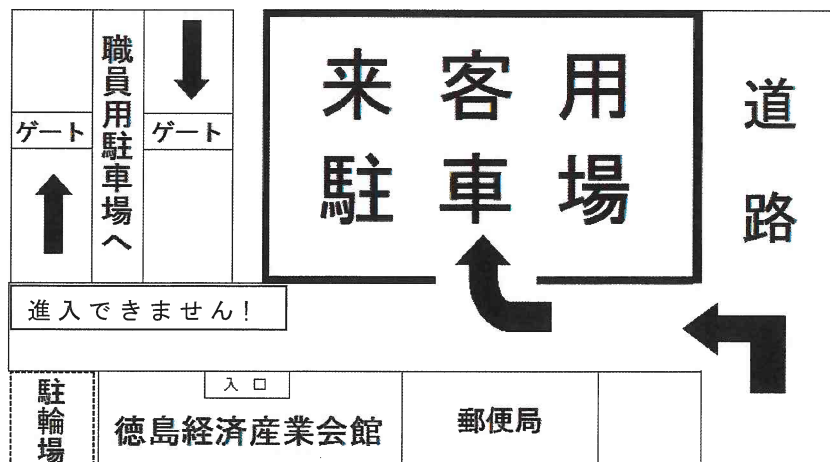 職員用駐車場へ
ゲート
ゲート
来客用
駐車場
道路
進入できません!
駐輪場
入口
徳島経済産業会館
郵便局